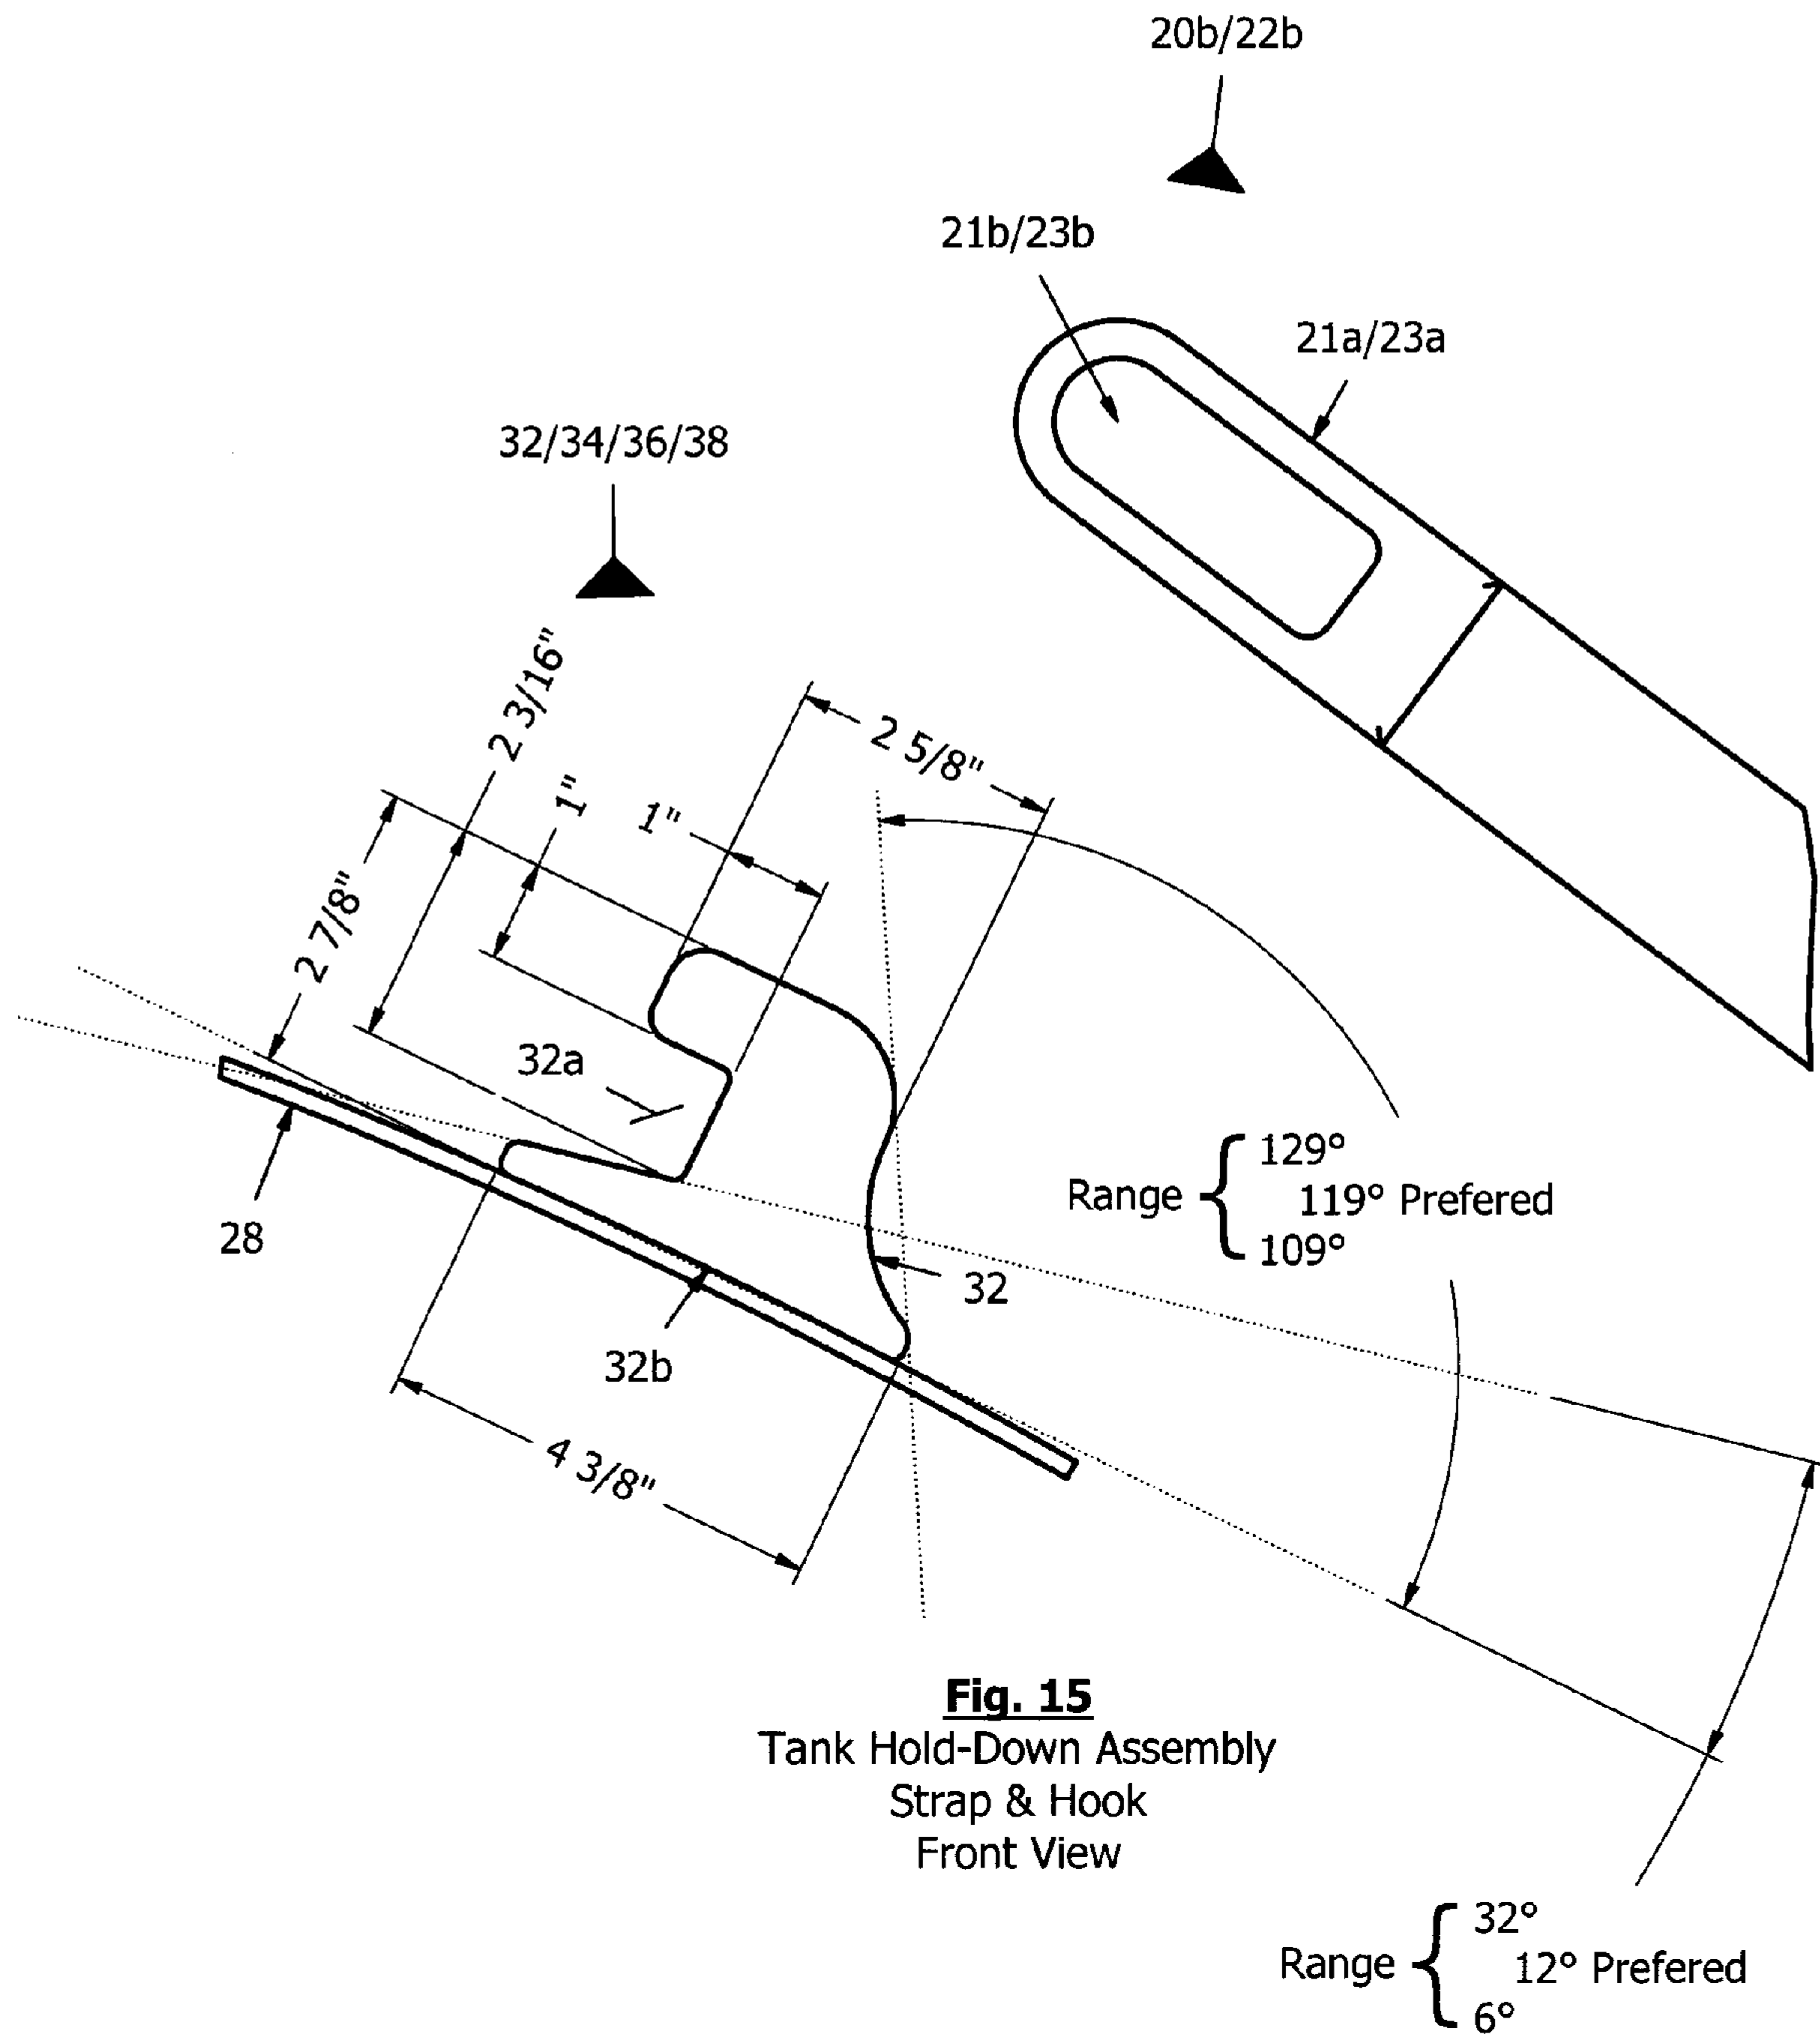 20b/22b
21b/23b
21a/23a
32/34/36/38
2 3/16"
2 5/8"
1"
1"
2 7/8"
32a
129°
Range { 119° Prefered
109°
28
32
32b
4 3/8"
Fig. 15
Tank Hold-Down Assembly
Strap & Hook
Front View
32°
Range { 12° Prefered
6°